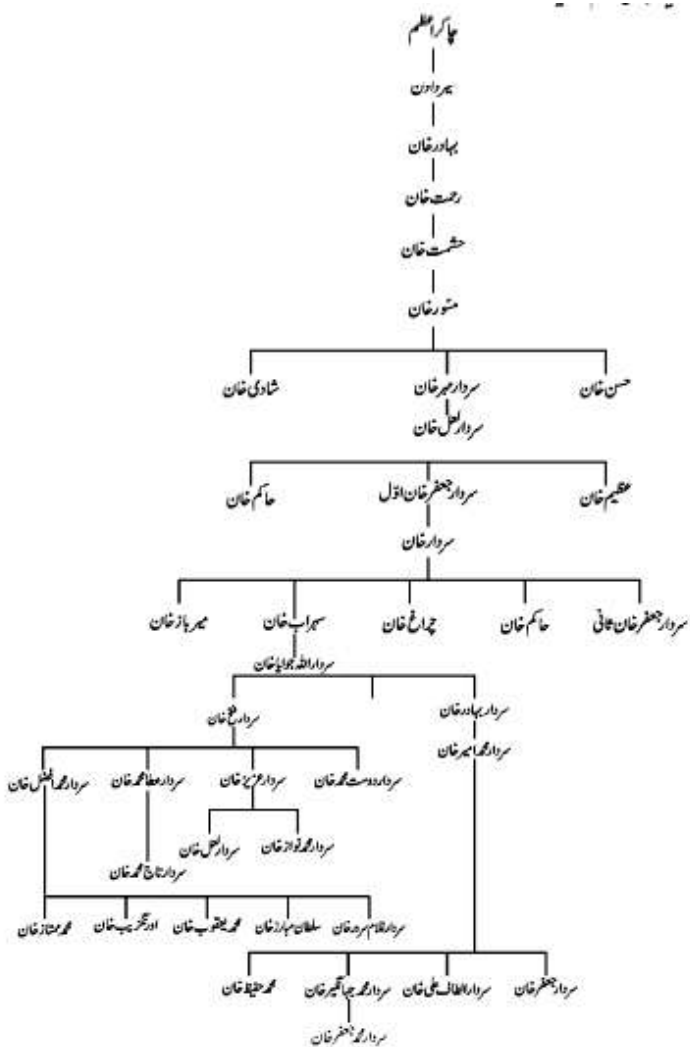 چاکر اعظم
میر دادن
بہادر خان
رحمت خان
حشمت خان
منور خان
حسن خان سردار مہر خان شادی خان
سردار لعل خان
عظیم خان سردار جعفر خان اوّل حاکم خان
سردار خان
سردار جعفر خان ثانی حاکم خان چراغ خان سہراب خان میر باز خان
سردار اللہ جوایا خان
سردار بہادر خان سردار فتح خان
سردار محمد امیر خان
سردار دوست محمد خان سردار عزیز خان سردار عطا محمد خان سردار محمد افضل خان
سردار محمد نواز خان سردار لعل خان
سردار تاج محمد خان
سردار غلام سرور خان سلطان مبارز خان محمد یعقوب خان اورنگزیب خان محمد ممتاز خان
سردار جعفر خان سردار الطاف علی خان سردار محمد جہانگیر خان محمد حفیظ خان
سردار محمد جعفر خان